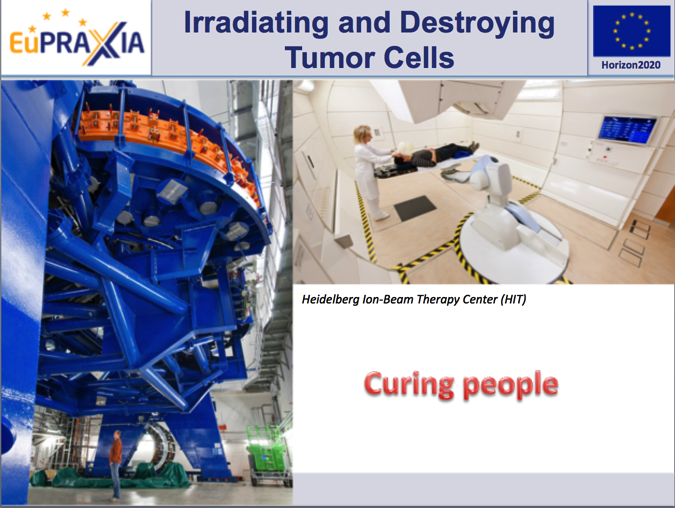 EuPRAXIA
Irradiating and Destroying
Tumor Cells
Horizon2020
Heidelberg Ion-Beam Therapy Center (HIT)
Curing people